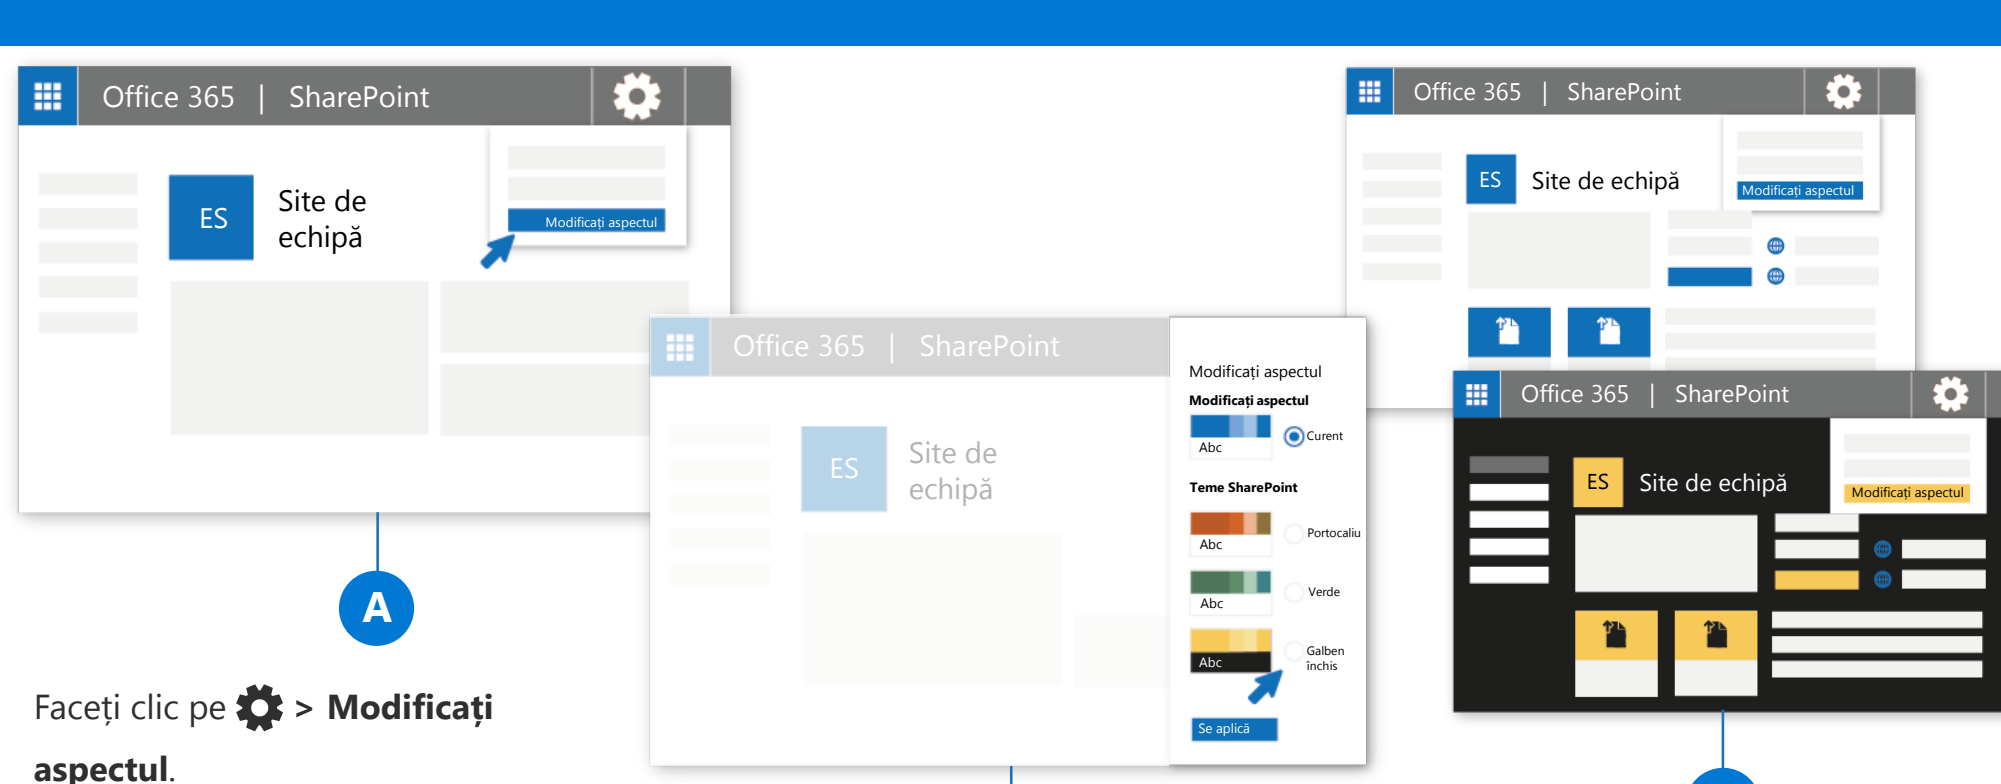 Office 365 | SharePoint
Modificați aspectul
ES
Site de
echipă
A
Faceți clic pe > Modificați
aspectul.
Office 365 | SharePoint
ES
Site de
echipă
Modificați aspectul
Modificați aspectul
Abc
Curent
Teme SharePoint
Abc
Portocaliu
Abc
Verde
Abc
Galben
închis
Se aplică
Office 365 | SharePoint
ES
Site de echipă
Modificați aspectul
Office 365 | SharePoint
ES
Site de echipă
Modificați aspectul